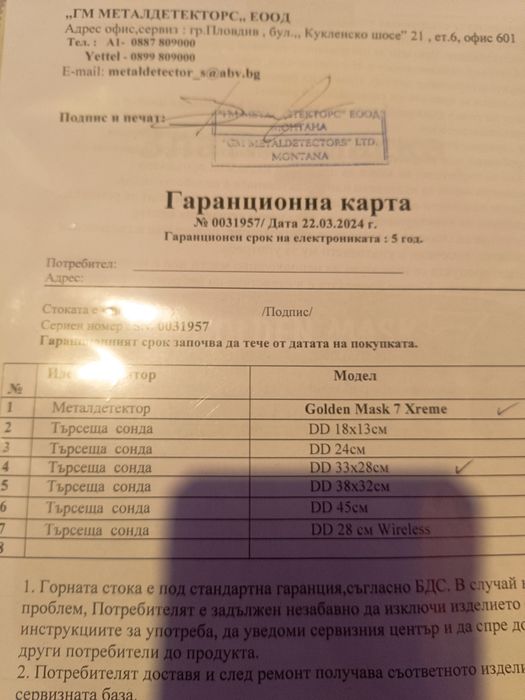 „ГМ МЕТАЛДЕТЕКТОРС„ ЕООД
Адрес офис,сервиз : гр.Пловдив , бул.„ Кукленско шосе" 21 , ет.6, офис 601
Тел. : A1- 0887 809000
Yettel - 0899 809000
E-mail: metaldetector_s@abv.bg
Подпис и печат:
"ГМ МЕТАЛДЕТЕКТОРС" ЕООД
МОНТАНА
"GM METALDETECTORS" LTD.
MONTANA
Гаранционна карта
№ 0031957/ Дата 22.03.2024 г.
Гаранционен срок на електрониката : 5 год.
Потребител:
Адрес:
Стоката е /Подпис/
Сериен номер 0031957
Гаранционният срок започва да тече от датата на покупката.
№ Модел
1 Металдетектор Golden Mask 7 Xreme ✓
2 Търсеща сонда DD 18x13см
3 Търсеща сонда DD 24см
4 Търсеща сонда DD 33x28см ✓
5 Търсеща сонда DD 38x32см
6 Търсеща сонда DD 45см
7 Търсеща сонда DD 28 см Wireless
8
1. Горната стока е под стандартна гаранция,съгласно БДС. В случай
проблем, Потребителят е задължен незабавно да изключи изделието
инструкциите за употреба, да уведоми сервизния център и да спре
други потребители до продукта.
2. Потребителят доставя и след ремонт получава съответното
сервизната база.